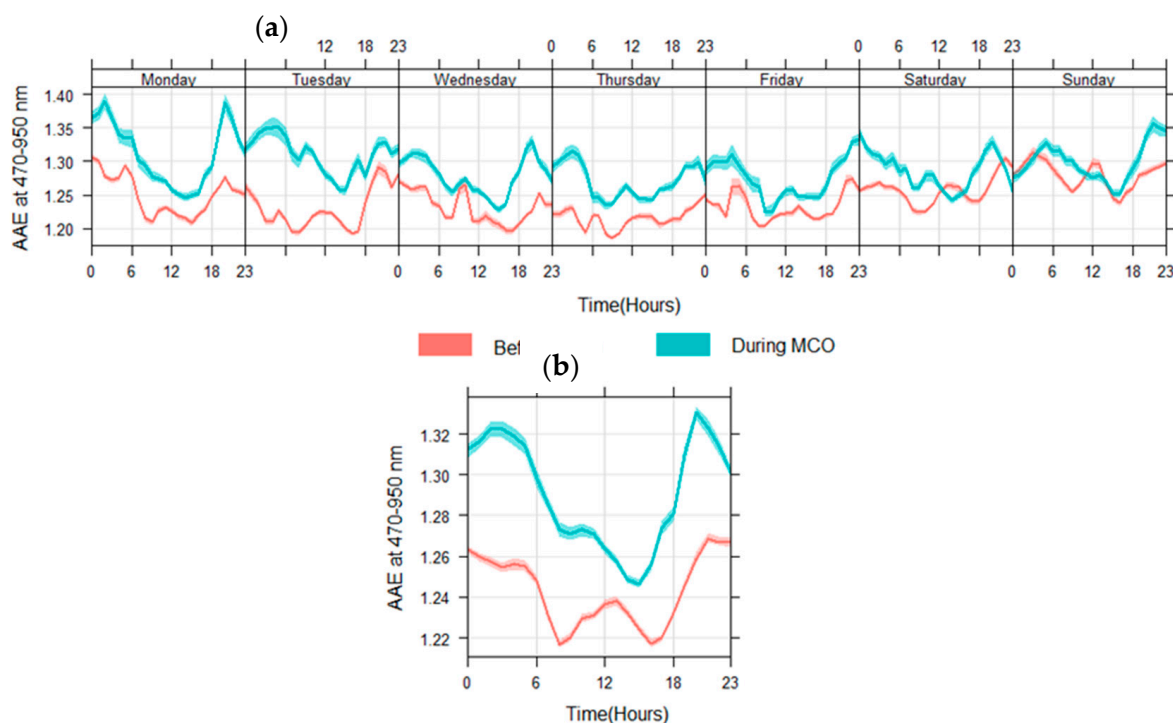 (a)
12 18 23 0 6 12 18 23 0 6 12 18 23
Monday Tuesday Wednesday Thursday Friday Saturday Sunday
AAE at 470-950 nm
1.40
1.35
1.30
1.25
1.20
0 6 12 18 23 0 6 12 18 23 0 6 12 18 23 0 6 12 18 23
Time(Hours)
Bef During MCO
(b)
AAE at 470-950 nm
1.32
1.30
1.28
1.26
1.24
1.22
0 6 12 18 23
Time(Hours)